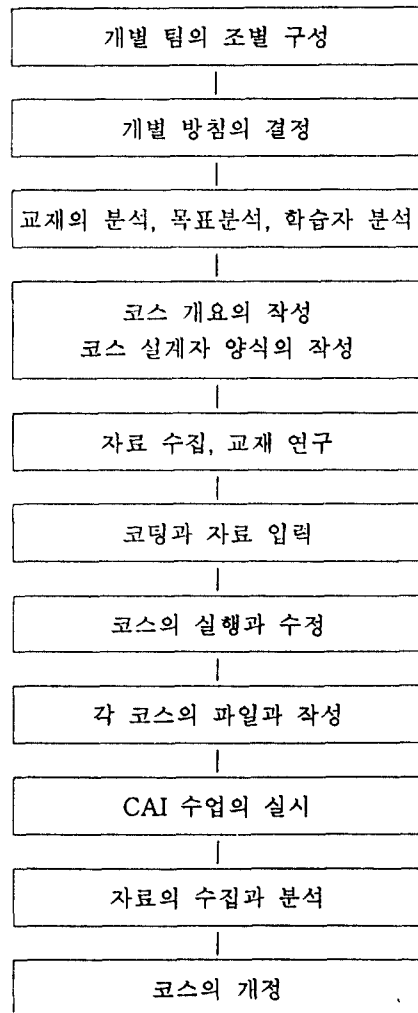 개별 팀의 조별 구성
개별 방침의 결정
교재의 분석, 목표분석, 학습자 분석
코스 개요의 작성
코스 설계자 양식의 작성
자료 수집, 교재 연구
코딩과 자료 입력
코스의 실행과 수정
각 코스의 파일과 작성
CAI 수업의 실시
자료의 수집과 분석
코스의 개정